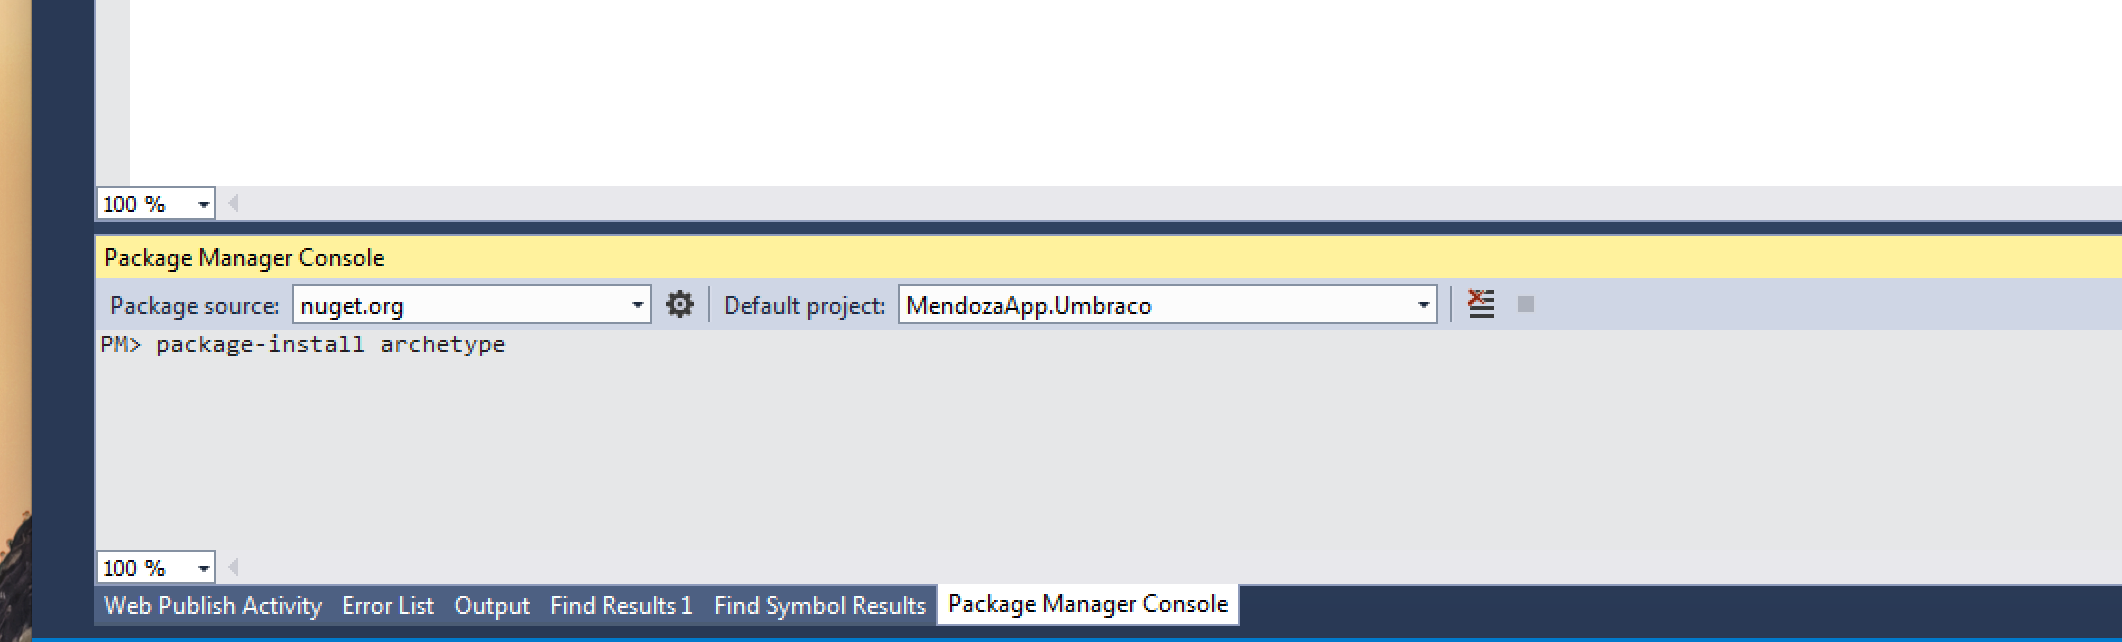 100 %
Package Manager Console
Package source: nuget.org Default project: MendozaApp.Umbraco
PM> package-install archetype
100 %
Web Publish Activity Error List Output Find Results 1 Find Symbol Results Package Manager Console